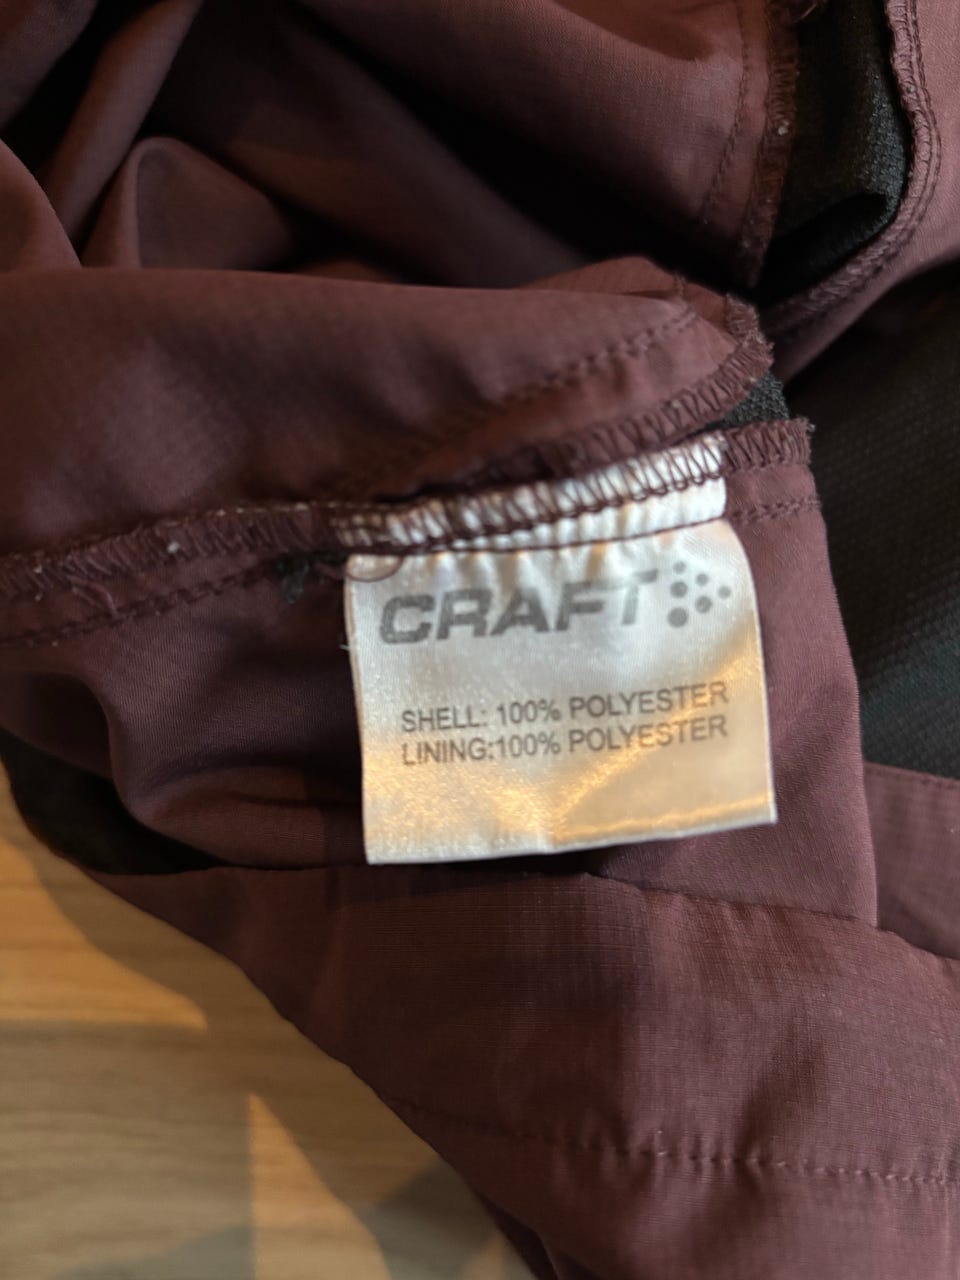 CRAFT
SHELL: 100% POLYESTER
LINING:100% POLYESTER